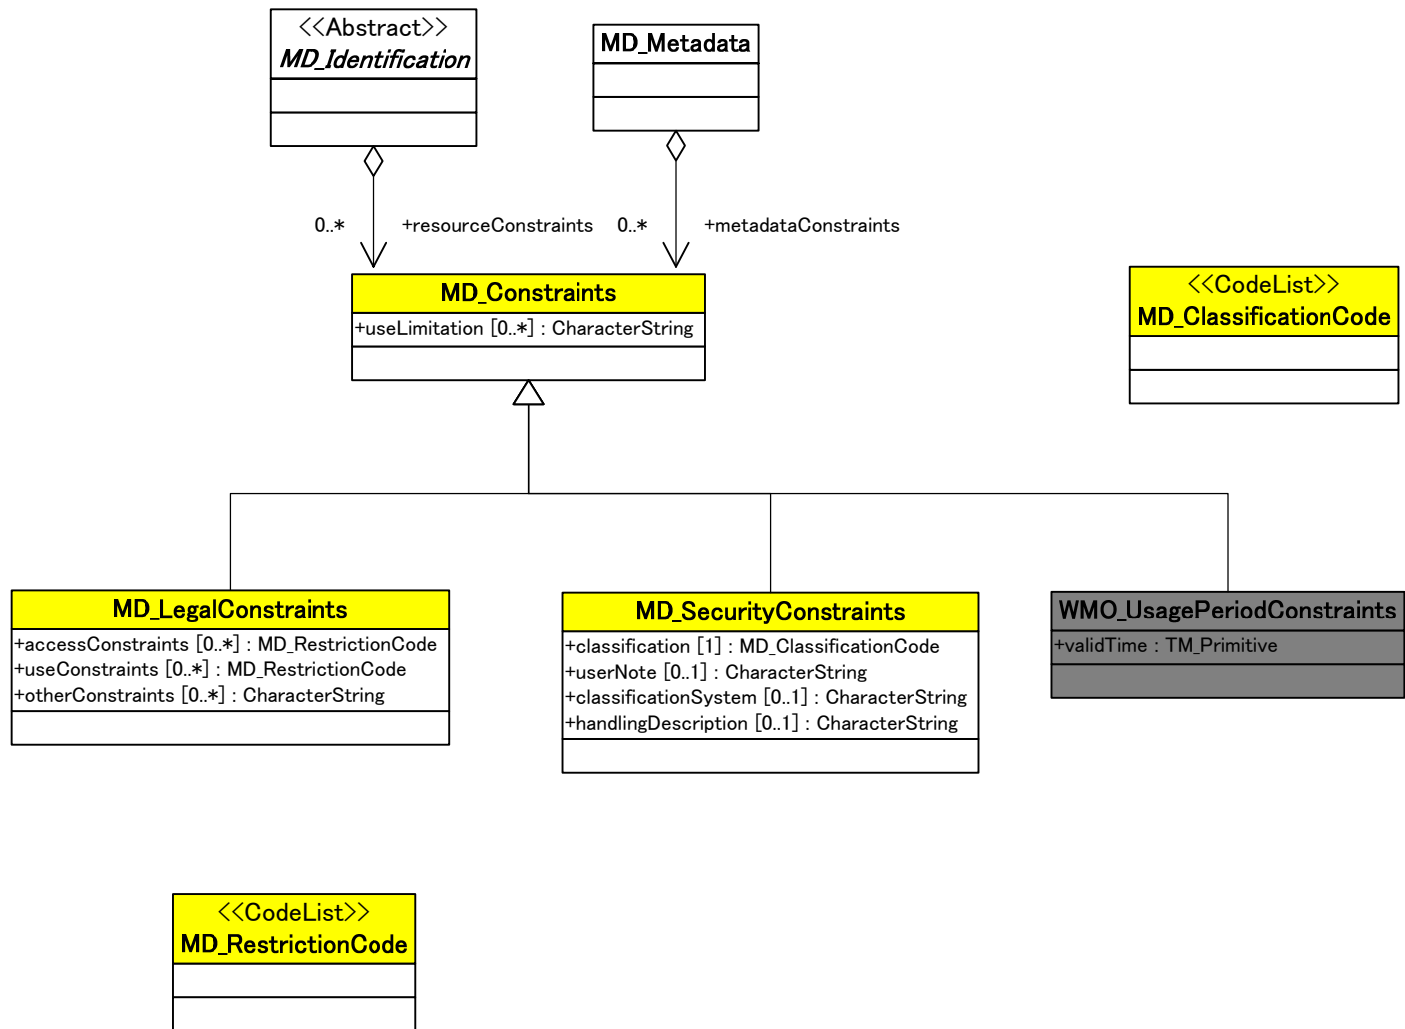 <<Abstract>>
MD_Identification
MD_Metadata
0..*
+resourceConstraints
0..*
+metadataConstraints
MD_Constraints
+useLimitation [0..*] : CharacterString
<<CodeList>>
MD_ClassificationCode
MD_LegalConstraints
+accessConstraints [0..*] : MD_RestrictionCode
+useConstraints [0..*] : MD_RestrictionCode
+otherConstraints [0..*] : CharacterString
MD_SecurityConstraints
+classification [1] : MD_ClassificationCode
+userNote [0..1] : CharacterString
+classificationSystem [0..1] : CharacterString
+handlingDescription [0..1] : CharacterString
WMO_UsagePeriodConstraints
+validTime : TM_Primitive
<<CodeList>>
MD_RestrictionCode